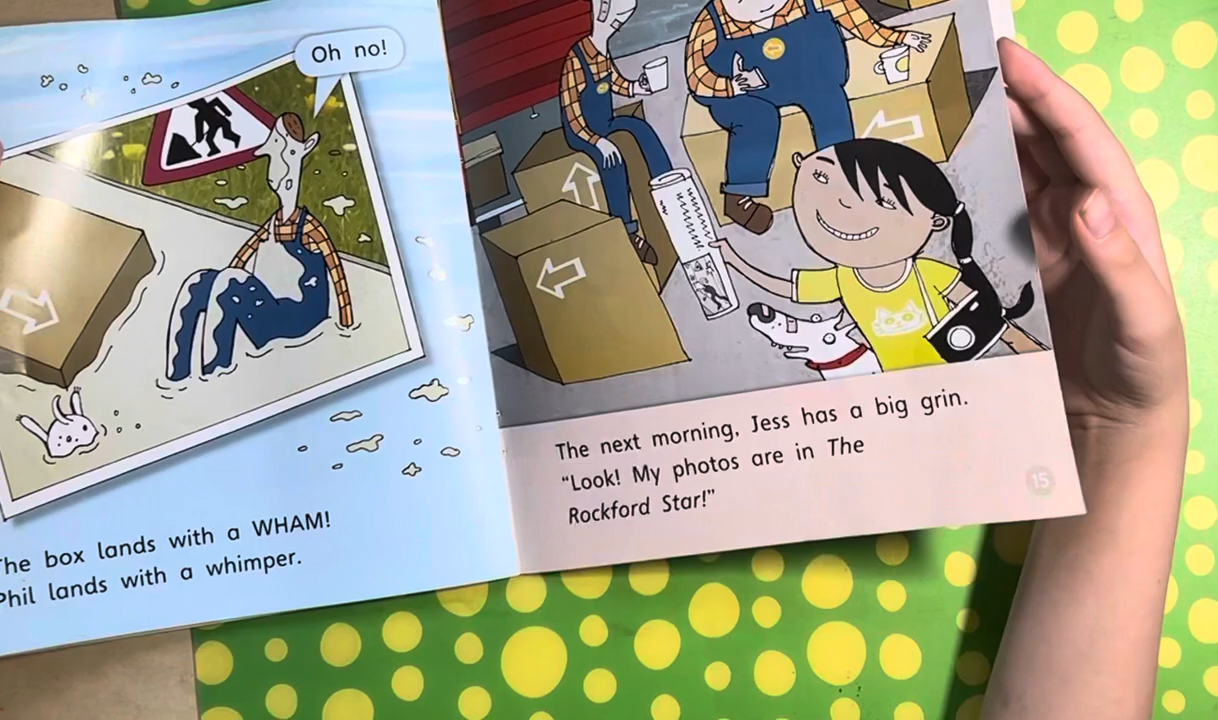 Oh no!
The box lands with a WHAM!
Phil lands with a whimper.
The next morning, Jess has a big grin.
"Look! My photos are in The
Rockford Star!"
15